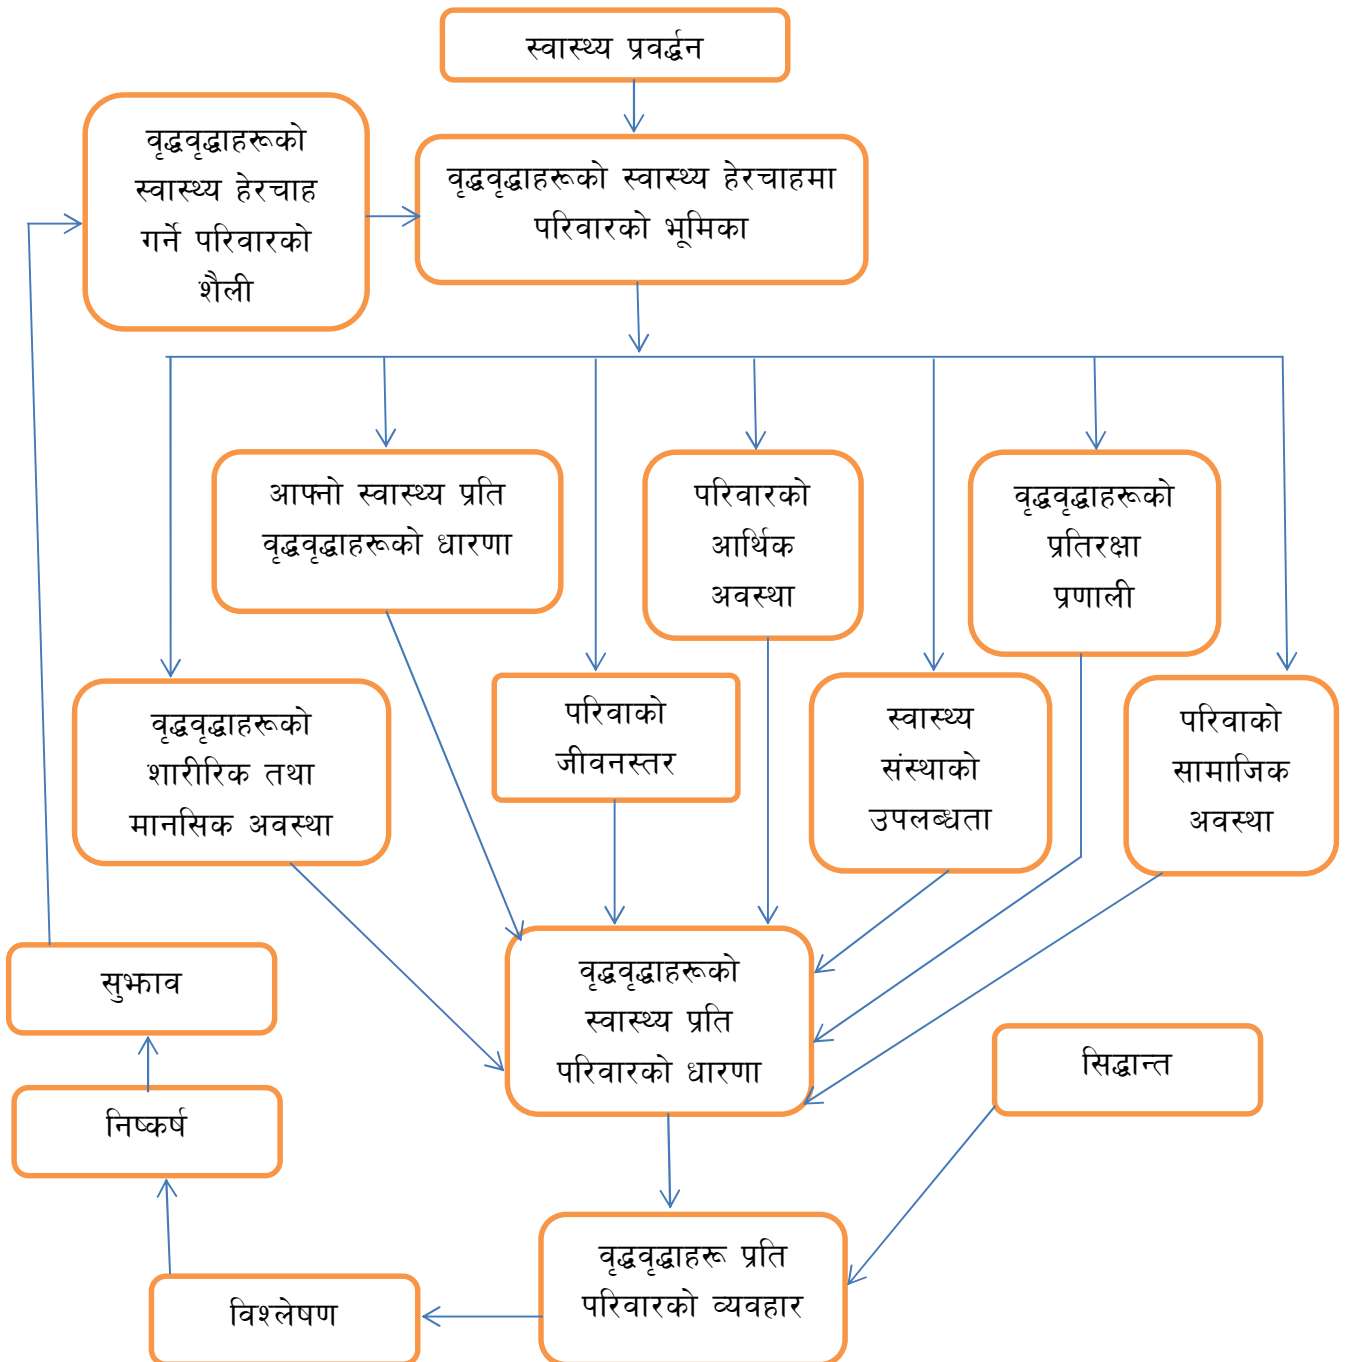 स्वास्थ्य प्रवर्द्धन
वृद्धवृद्धाहरूको
स्वास्थ्य हेरचाह
गर्ने परिवारको
शैली
वृद्धवृद्धाहरूको स्वास्थ्य हेरचाहमा
परिवारको भूमिका
आफ्नो स्वास्थ्य प्रति
वृद्धवृद्धाहरूको धारणा
परिवारको
आर्थिक
अवस्था
वृद्धवृद्धाहरूको
प्रतिरक्षा
प्रणाली
वृद्धवृद्धाहरूको
शारीरिक तथा
मानसिक अवस्था
परिवाको
जीवनस्तर
स्वास्थ्य
संस्थाको
उपलब्धता
परिवाको
सामाजिक
अवस्था
वृद्धवृद्धाहरूको
स्वास्थ्य प्रति
परिवारको धारणा
सुझाव
सिद्धान्त
निष्कर्ष
वृद्धवृद्धाहरू प्रति
परिवारको व्यवहार
विश्लेषण